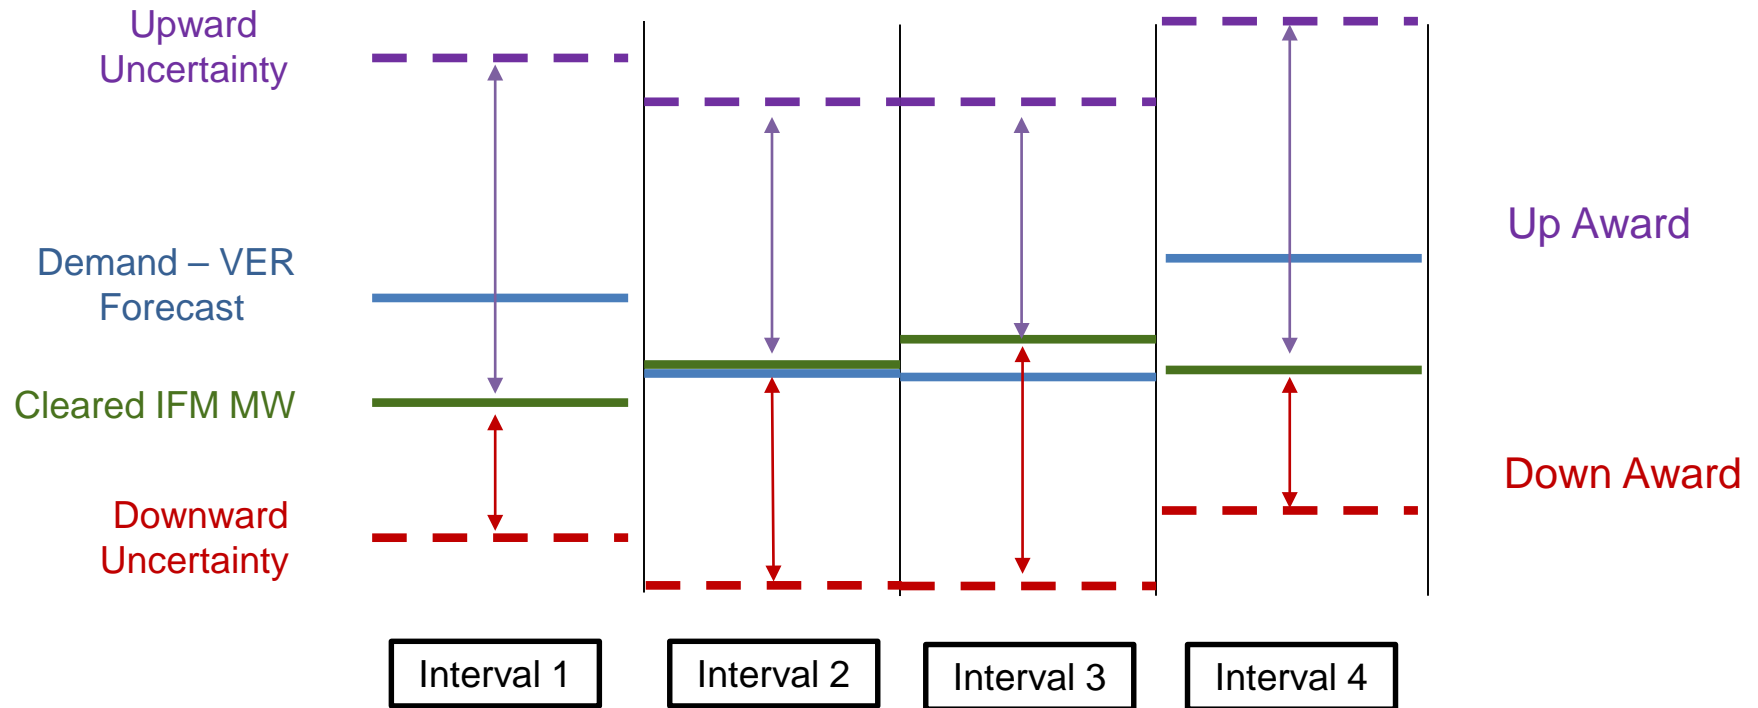 Upward
Uncertainty
Demand – VER
Forecast
Cleared IFM MW
Downward
Uncertainty
Up Award
Down Award
Interval 1
Interval 2
Interval 3
Interval 4